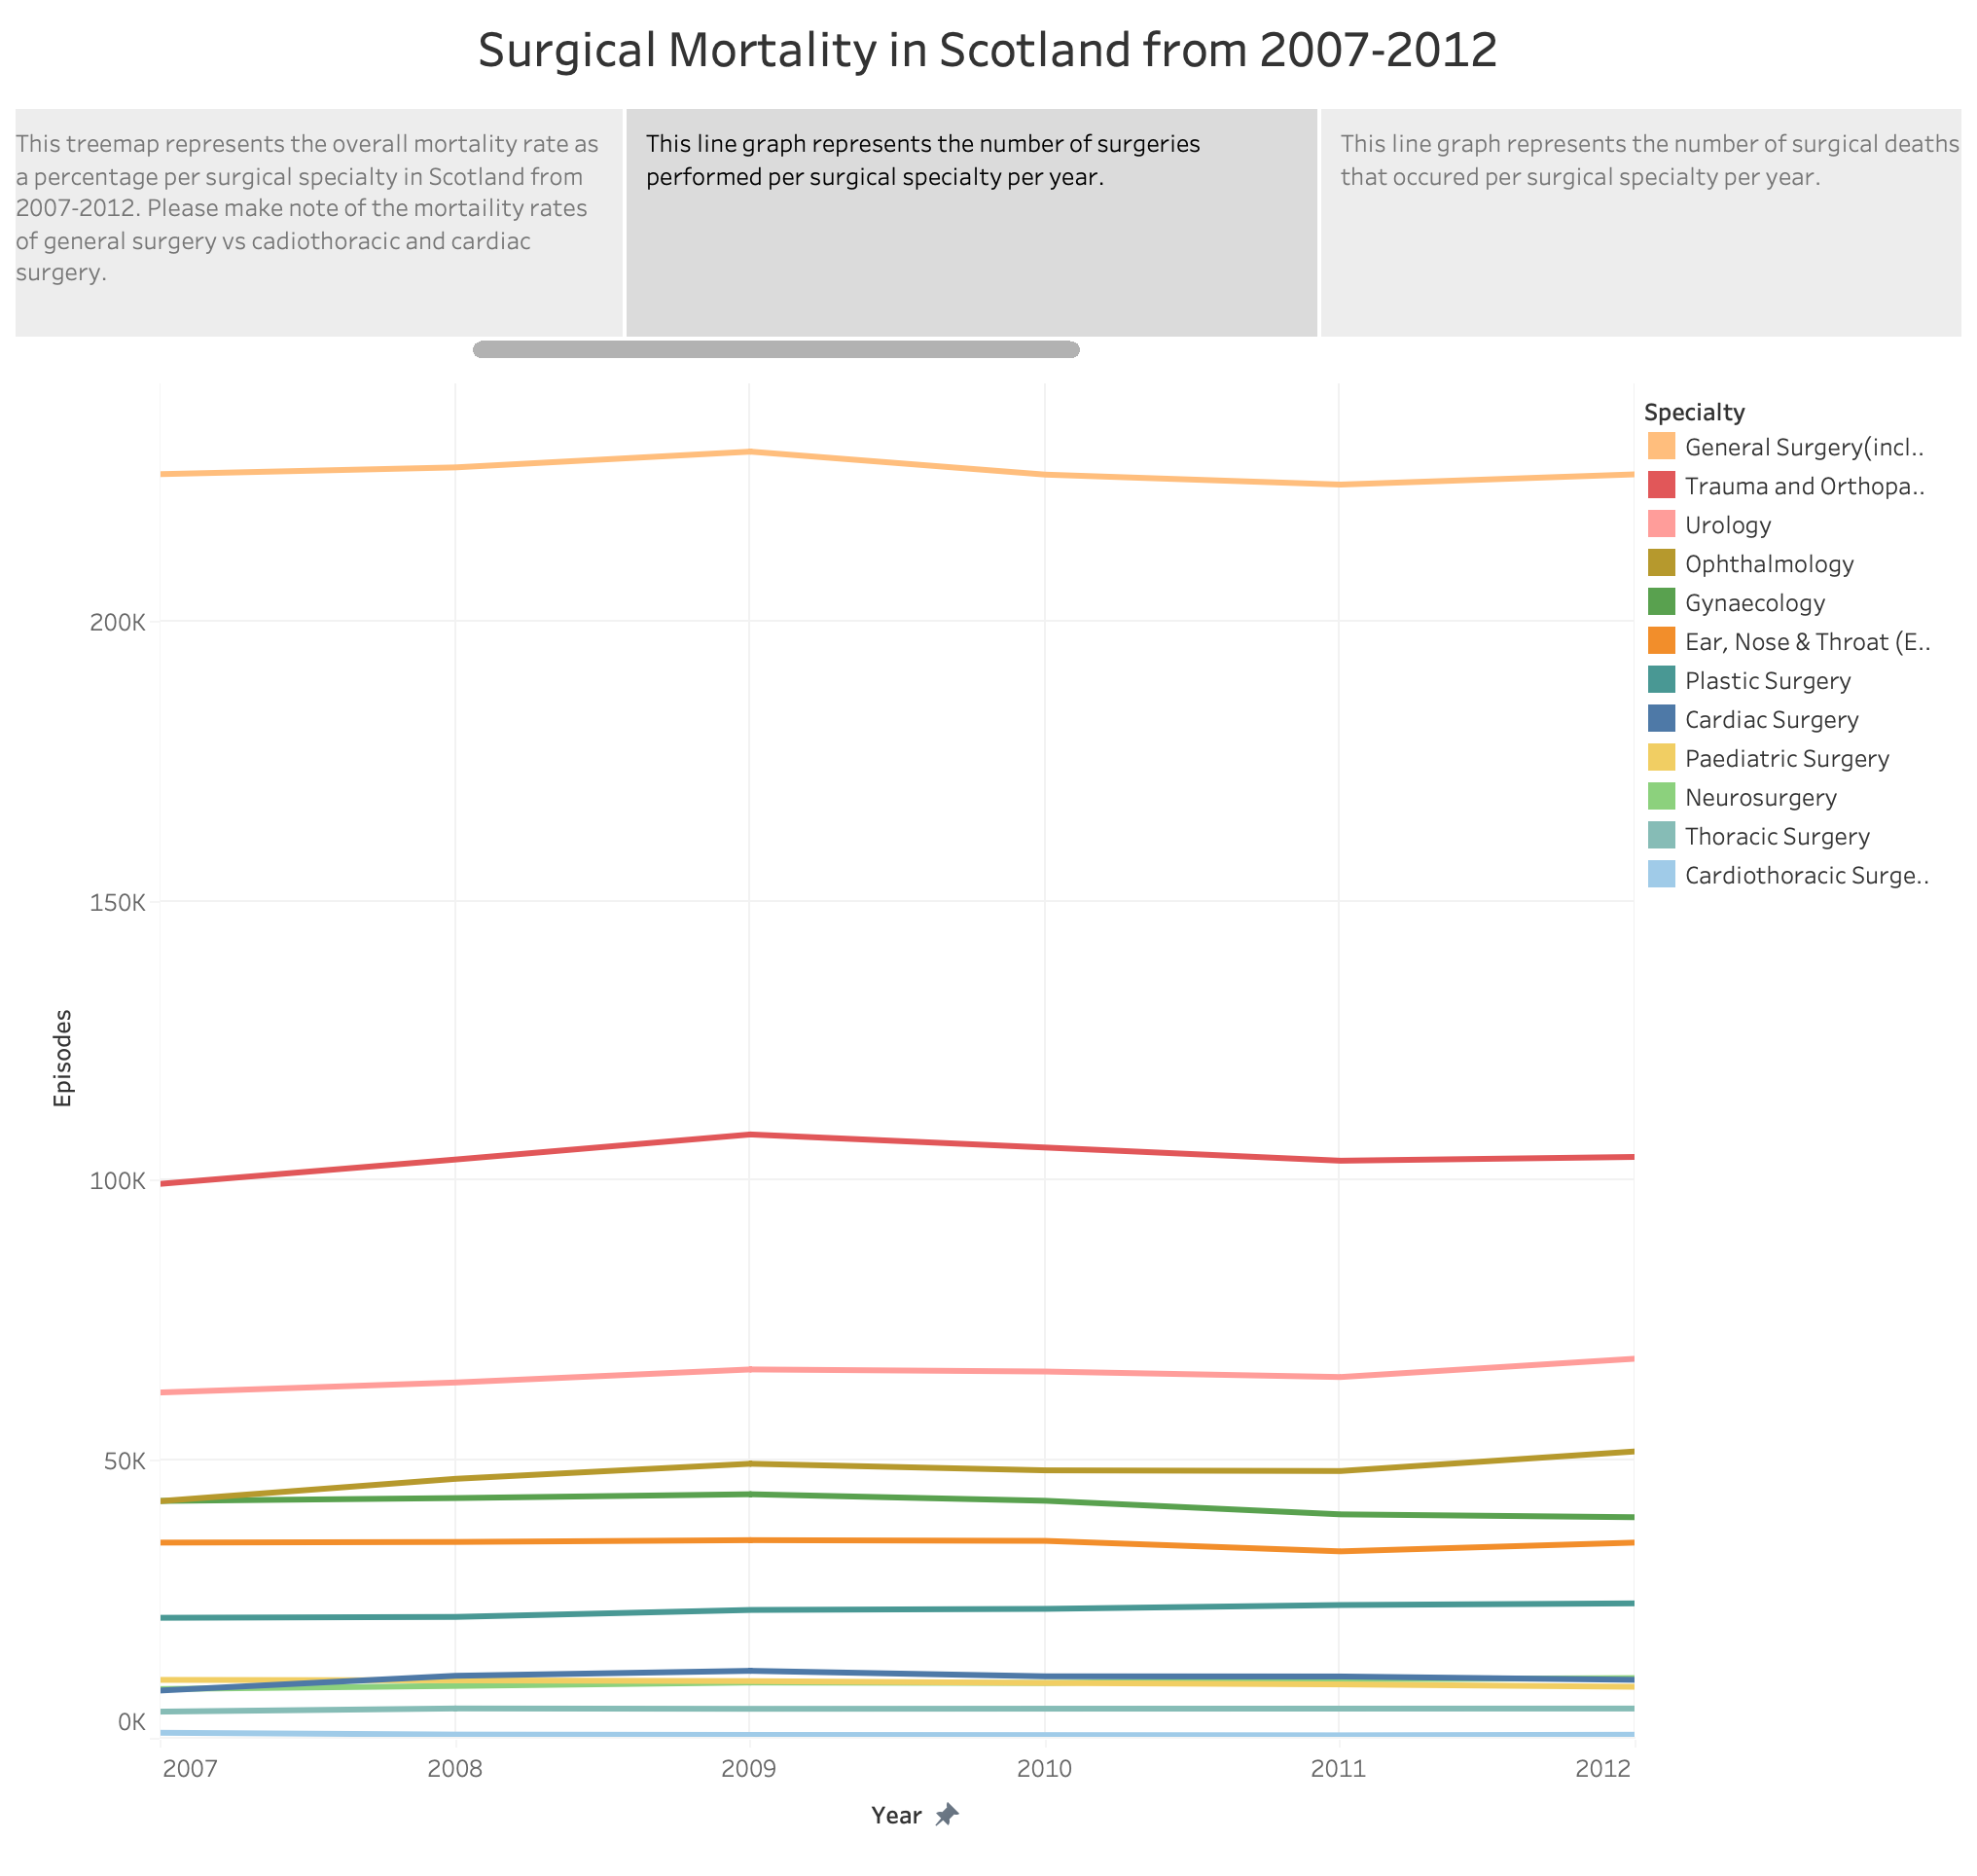 Surgical Mortality in Scotland from 2007-2012
This treemap represents the overall mortality rate as
a percentage per surgical specialty in Scotland from
2007-2012. Please make note of the mortaility rates
of general surgery vs cadiothoracic and cardiac
surgery.
This line graph represents the number of surgeries
performed per surgical specialty per year.
This line graph represents the number of surgical deaths
that occured per surgical specialty per year.
Specialty
General Surgery(incl..
Trauma and Orthopa..
Urology
Ophthalmology
Gynaecology
Ear, Nose & Throat (E..
Plastic Surgery
Cardiac Surgery
Paediatric Surgery
Neurosurgery
Thoracic Surgery
Cardiothoracic Surge..
200K
150K
100K
50K
0K
Episodes
2007
2008
2009
2010
2011
2012
Year